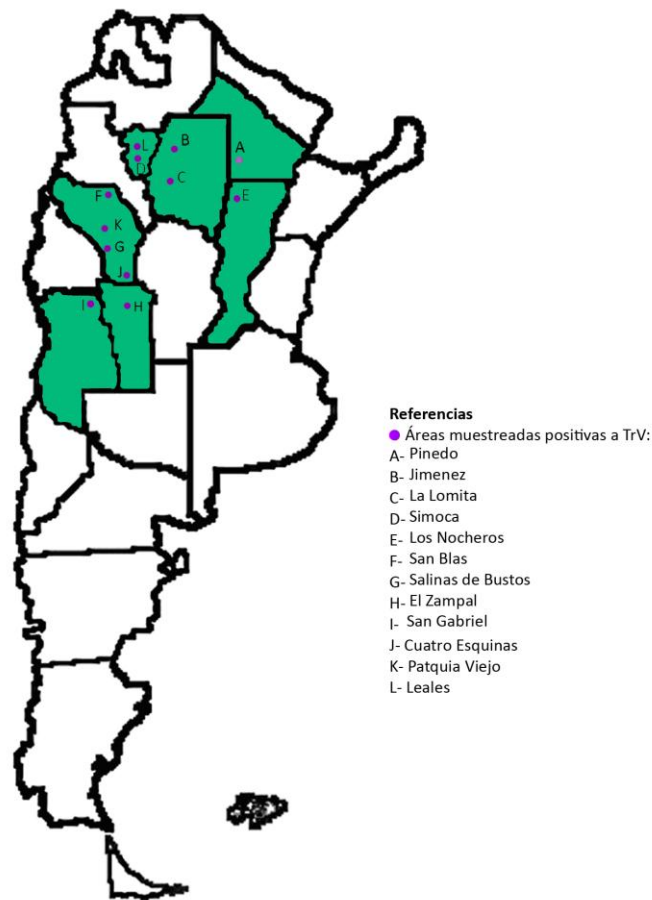 L
B
A
D
C
F
E
K
G
J
I
H
Referencias
Áreas muestreadas positivas a TrV:
A- Pinedo
B- Jimenez
C- La Lomita
D- Simoca
E- Los Nocheros
F- San Blas
G- Salinas de Bustos
H- El Zampal
I- San Gabriel
J- Cuatro Esquinas
K- Patquia Viejo
L- Leales